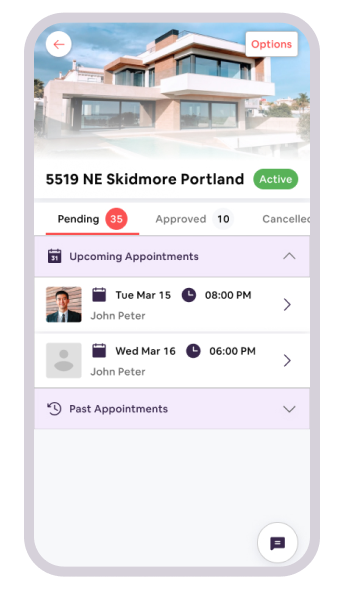 Options
5519 NE Skidmore Portland Active
Pending 35 Approved 10 Cancelled
31 Upcoming Appointments
Tue Mar 15 08:00 PM
John Peter
Wed Mar 16 06:00 PM
John Peter
Past Appointments